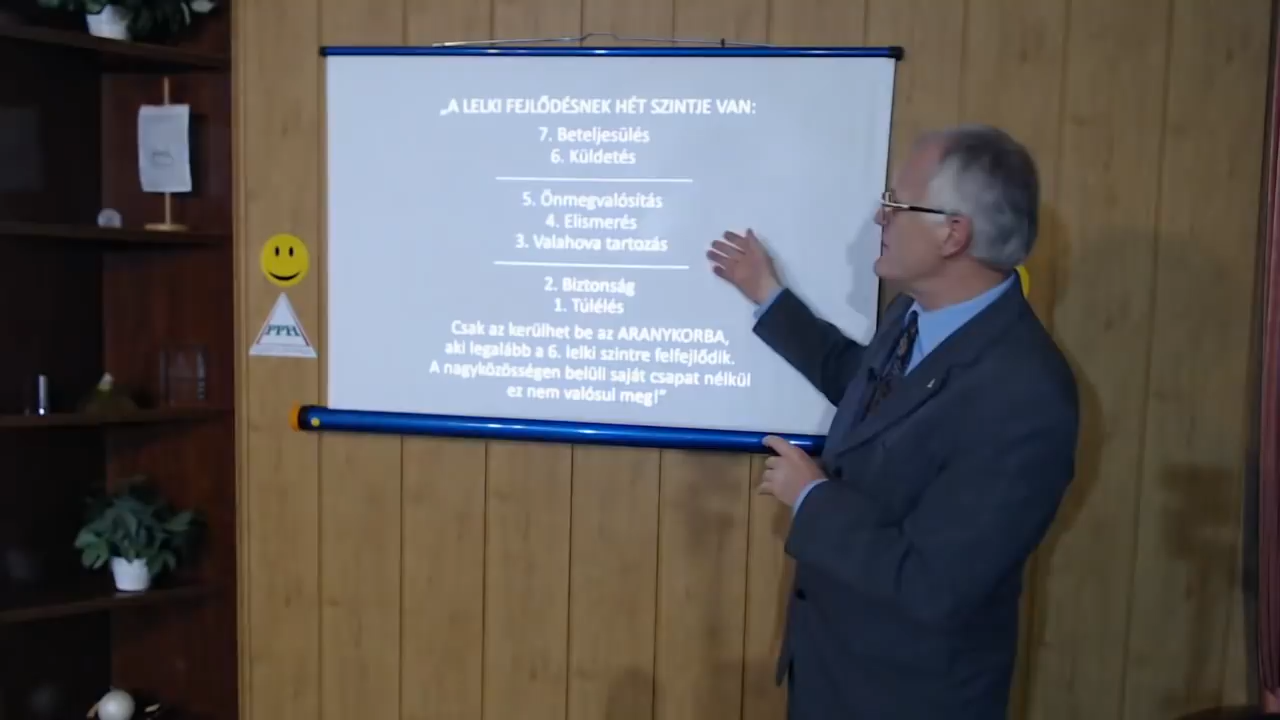 „A LELKI FEJLŐDÉSNEK HÉT SZINTJE VAN:
7. Beteljesülés
6. Küldetés
5. Önmegvalósítás
4. Elismerés
3. Valahova tartozás
2. Biztonság
1. Túlélés
Csak az kerülhet be az ARANYKORBA,
aki legalább a 6. lelki szintre felfejlődik.
A nagyközösségen belüli saját csapat nélkül
ez nem valósul meg!”
PPH